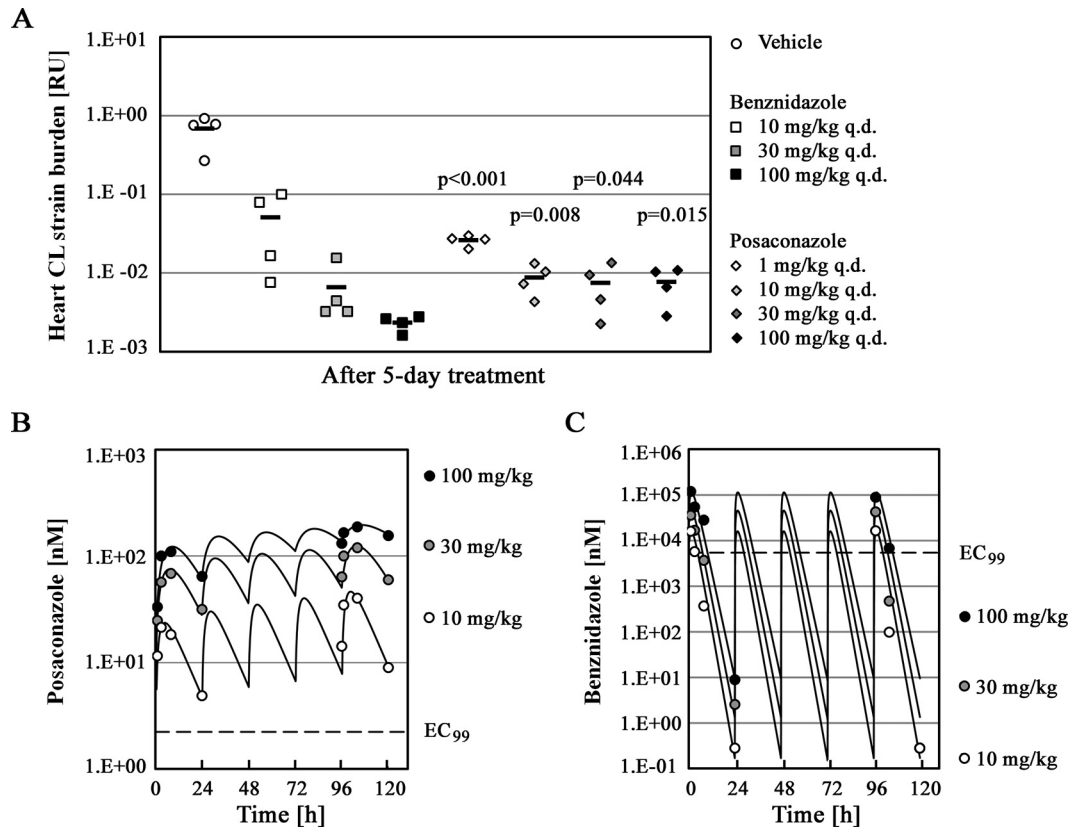 A
Heart CL strain burden [RU]
1.E+01
1.E+00
1.E-01
1.E-02
1.E -03
p<0.001
p=0.008
p=0.044
p=0.015
After 5-day treatment
Vehicle
Benznidazole
10 mg/kg q.d.
30 mg/kg q.d.
100 mg/kg q.d.
Posaconazole
1 mg/kg q.d.
10 mg/kg q.d.
30 mg/kg q.d.
100 mg/kg q.d.
B
Posaconazole [nM]
1.E+03
1.E+02
1.E+01
1.E+00
0 24 48 72 96 120
Time [h]
100 mg/kg
30 mg/kg
10 mg/kg
EC99
C
Benznidazole [nM]
1.E+06
1.E+05
1.E+04
1.E+03
1.E+02
1.E+01
1.E+00
1.E-01
0 24 48 72 96 120
Time [h]
EC99
100 mg/kg
30 mg/kg
10 mg/kg